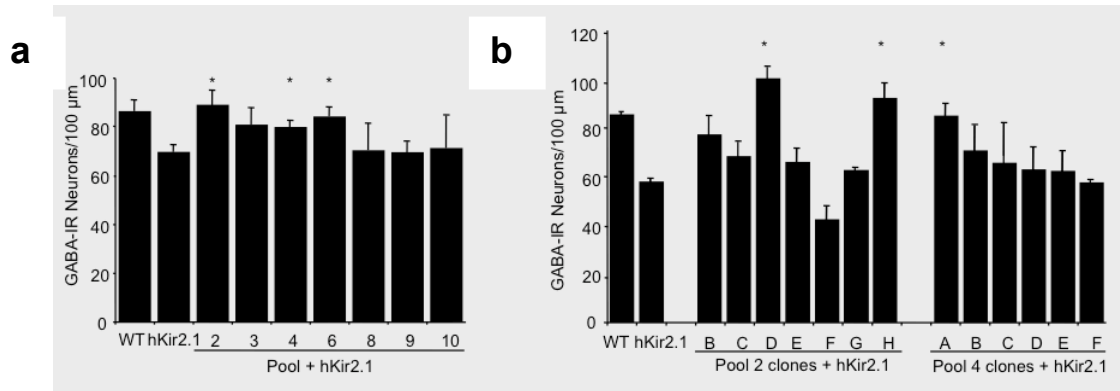 a
GABA-IR Neurons/100 µm
100
80
60
40
20
0
* * *
WT hKir2.1 2 3 4 6 8 9 10
Pool + hKir2.1
b
GABA-IR Neurons/100 µm
120
100
80
60
40
20
0
* * *
WT hKir2.1 B C D E F G H A B C D E F
Pool 2 clones + hKir2.1 Pool 4 clones + hKir2.1